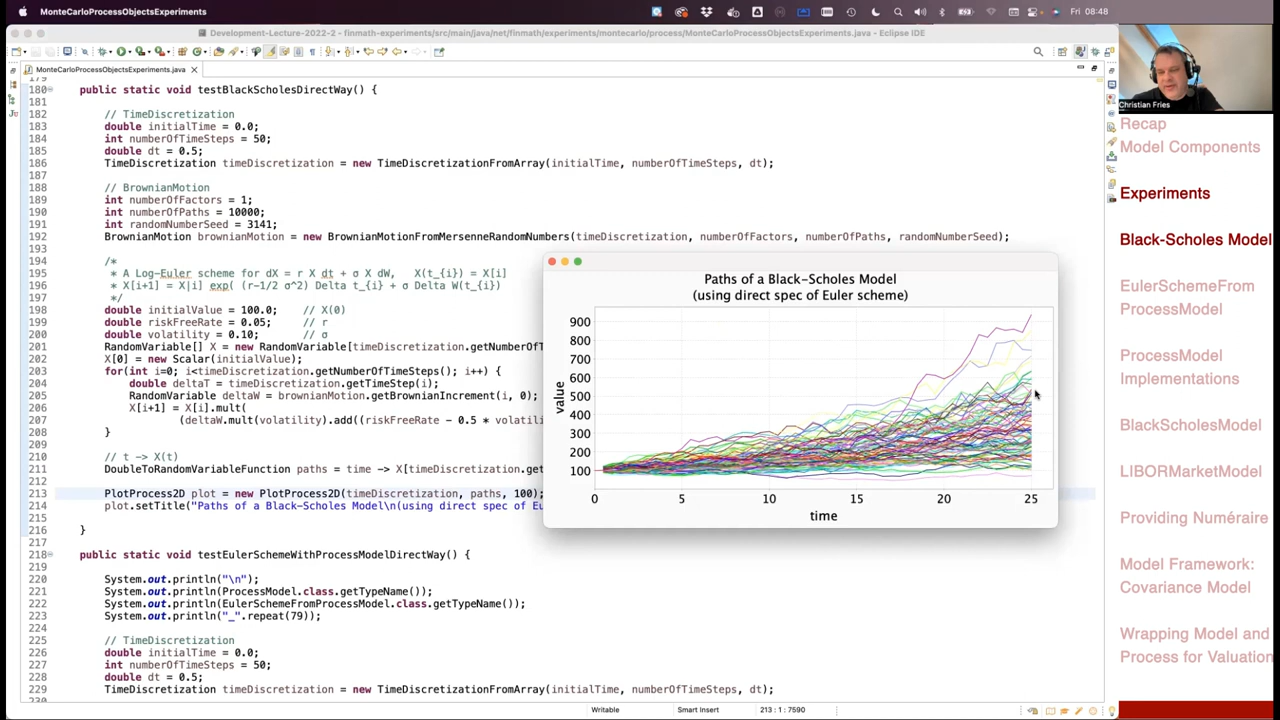 MonteCarloProcessObjectsExperiments
Fri 08:48
Development-Lecture-2022-2 - finmath-experiments/src/main/java/net/finmath/experiments/montecarlo/process/MonteCarloProcessObjectsExperiments.java - Eclipse IDE
MonteCarloProcessObjectsExperiments.java
179
180 public static void testBlackScholesDirectWay() {
181
182 // TimeDiscretization
183 double initialTime = 0.0;
184 int numberOfTimeSteps = 50;
185 double dt = 0.5;
186 TimeDiscretization timeDiscretization = new TimeDiscretizationFromArray(initialTime, numberOfTimeSteps, dt);
187
188 // BrownianMotion
189 int numberOfFactors = 1;
190 int numberOfPaths = 10000;
191 int randomNumberSeed = 3141;
192 BrownianMotion brownianMotion = new BrownianMotionFromMersenneRandomNumbers(timeDiscretization, numberOfFactors, numberOfPaths, randomNumberSeed);
193
194 /*
195 * A Log-Euler scheme for dX = r X dt + σ X dW, X(t_{i}) = X[i]
196 * X[i+1] = X[i] exp( (r-1/2 σ^2) Delta t_{i} + σ Delta W(t_{i})
197 */
198 double initialValue = 100.0; // X(0)
199 double riskFreeRate = 0.05; // r
200 double volatility = 0.10; // σ
201 RandomVariable[] X = new RandomVariable[timeDiscretization.getNumberOfT
202 X[0] = new Scalar(initialValue);
203 for(int i=0; i<timeDiscretization.getNumberOfTimeSteps(); i++) {
204 double deltaT = timeDiscretization.getTimeStep(i);
205 RandomVariable deltaW = brownianMotion.getBrownianIncrement(i, 0);
206 X[i+1] = X[i].mult(
207 (deltaW.mult(volatility).add((riskFreeRate - 0.5 * volatili
208 }
209
210 // t -> X(t)
211 DoubleToRandomVariableFunction paths = time -> X[timeDiscretization.get
212
213 PlotProcess2D plot = new PlotProcess2D(timeDiscretization, paths, 100);
214 plot.setTitle("Paths of a Black-Scholes Model\n(using direct spec of Eu
215
216 }
217
218 public static void testEulerSchemeWithProcessModelDirectWay() {
219
220 System.out.println("\n");
221 System.out.println(ProcessModel.class.getTypeName());
222 System.out.println(EulerSchemeFromProcessModel.class.getTypeName());
223 System.out.println("_".repeat(79));
224
225 // TimeDiscretization
226 double initialTime = 0.0;
227 int numberOfTimeSteps = 50;
228 double dt = 0.5;
229 TimeDiscretization timeDiscretization = new TimeDiscretizationFromArray(initialTime, numberOfTimeSteps, dt);
230
Paths of a Black-Scholes Model
(using direct spec of Euler scheme)
value
900
800
700
600
500
400
300
200
100
0 5 10 15 20 25
time
Writable Smart Insert 213 : 1 : 7590
Christian Fries
Recap
Model Components
Experiments
Black-Scholes Model
EulerSchemeFrom
ProcessModel
ProcessModel
Implementations
BlackScholesModel
LIBORMarketModel
Providing Numéraire
Model Framework:
Covariance Model
Wrapping Model and
Process for Valuation